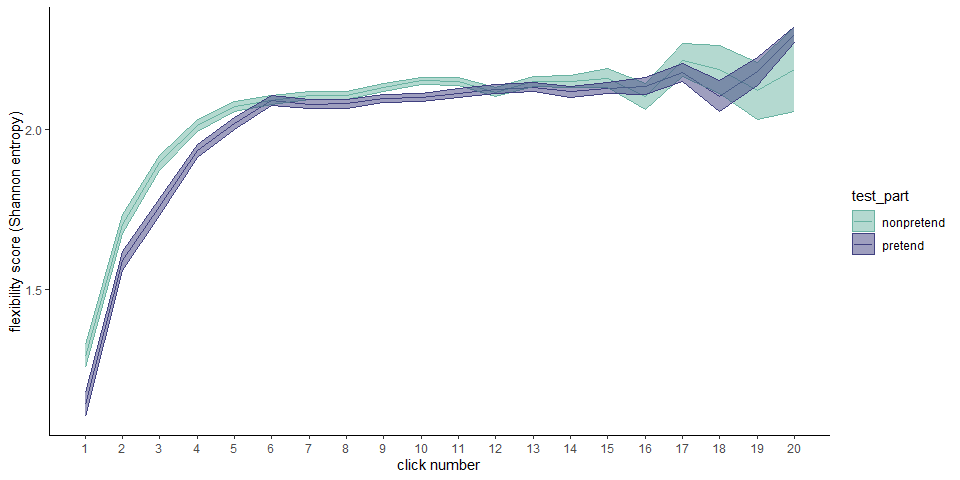 flexibility score (Shannon entropy)
2.0
1.5
1 2 3 4 5 6 7 8 9 10 11 12 13 14 15 16 17 18 19 20
click number
test_part
nonpretend
pretend